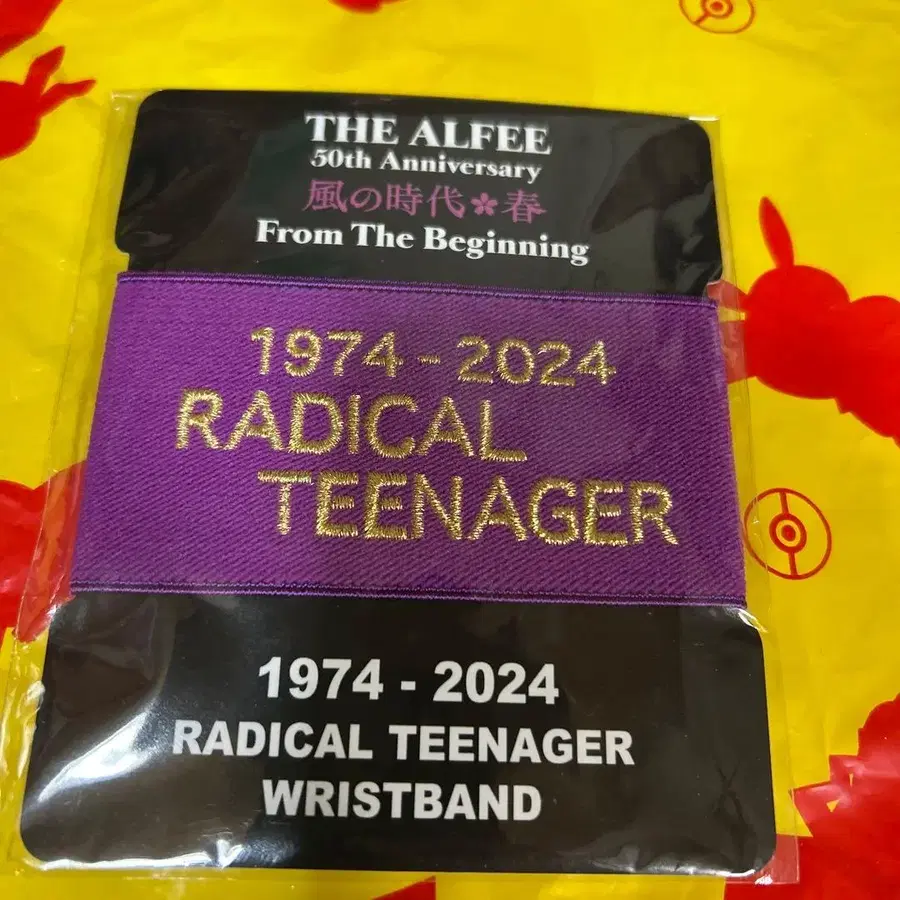 THE ALFEE
50th Anniversary
風の時代✿春
From The Beginning
1974-2024
RADICAL
TEENAGER
1974 - 2024
RADICAL TEENAGER
WRISTBAND